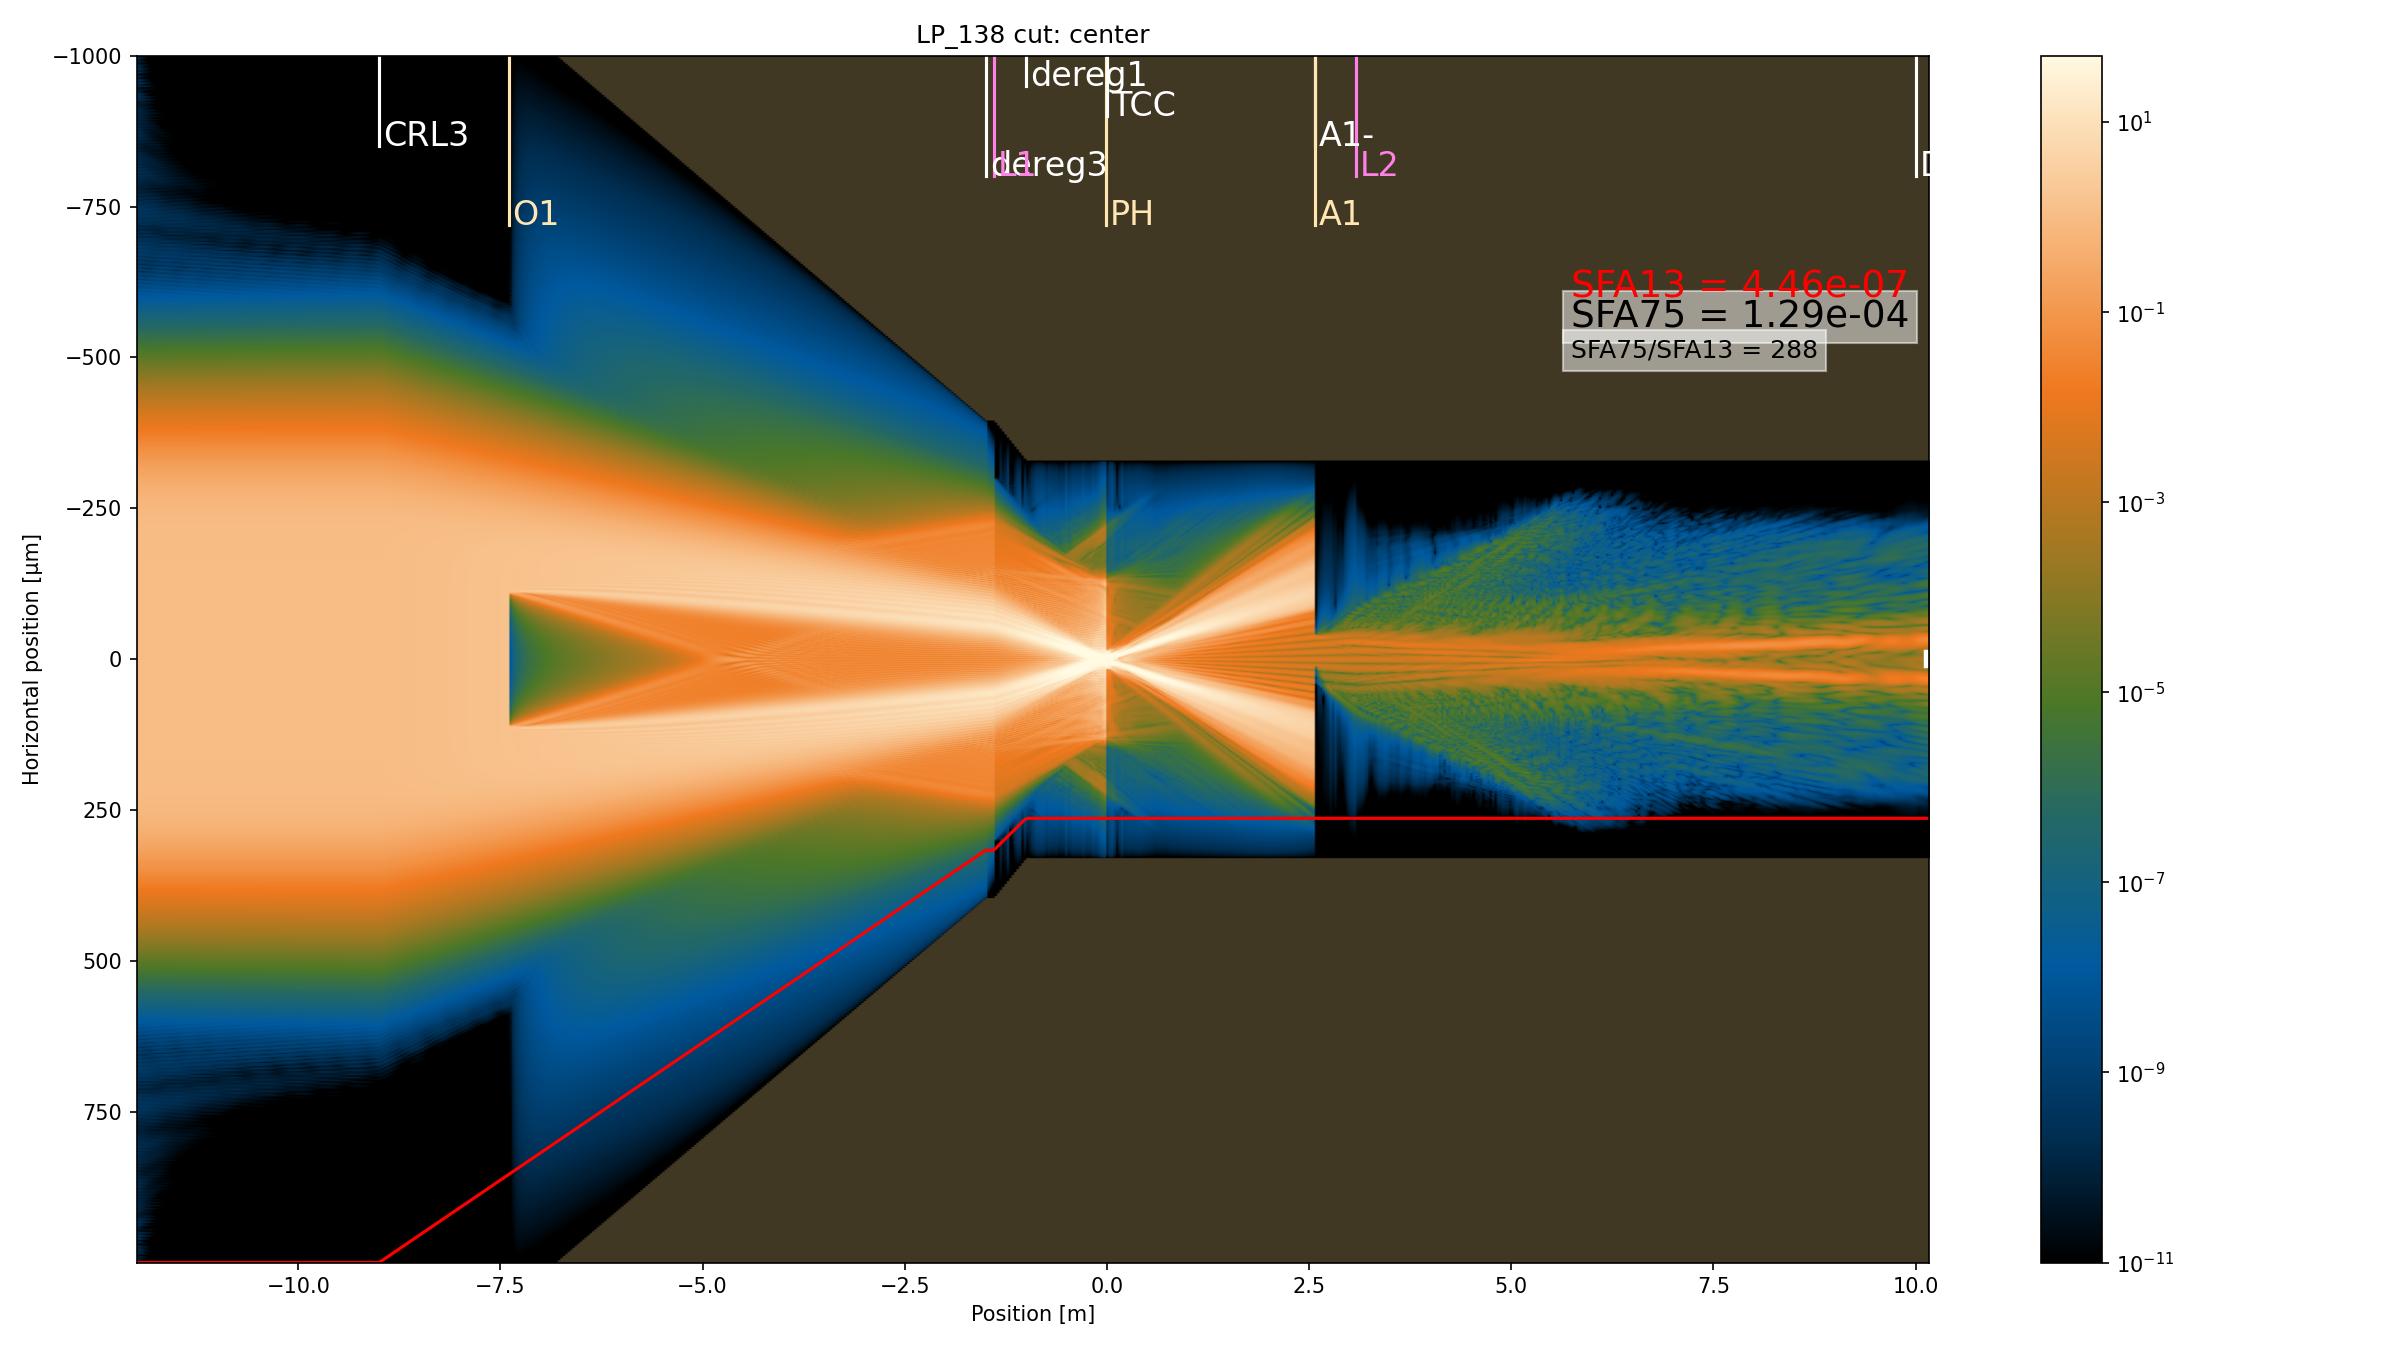 LP_138 cut: center
−1000
−750
−500
−250
0
250
500
750
Horizontal position [μm]
−10.0
−7.5
−5.0
−2.5
0.0
2.5
5.0
7.5
10.0
Position [m]
CRL3
O1
dereg3
L1
dereg1
TCC
PH
A1-
A1
L2
D
SFA13 = 4.46e-07
SFA75 = 1.29e-04
SFA75/SFA13 = 288
10¹
10⁻¹
10⁻³
10⁻⁵
10⁻⁷
10⁻⁹
10⁻¹¹